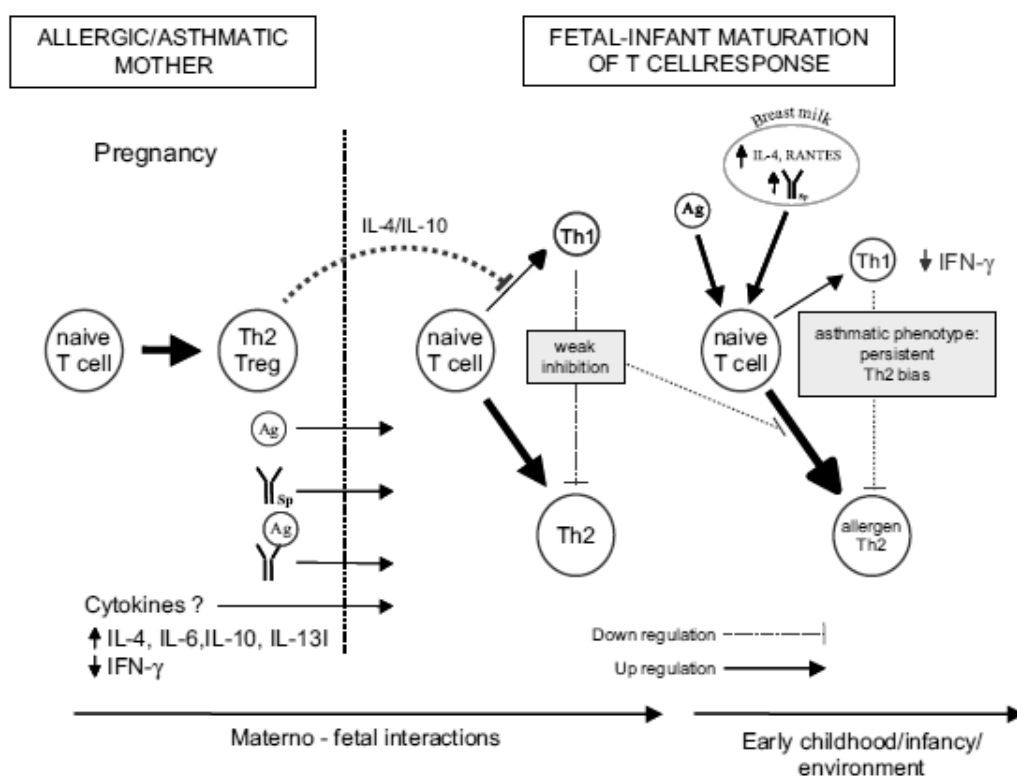 ALLERGIC/ASTHMATIC
MOTHER
FETAL-INFANT MATURATION
OF T CELLRESPONSE
Pregnancy
Breast milk
IL-4, RANTES
Sp
Ag
IL-4/IL-10
Th1
Th1
IFN-γ
naive
T cell
Th2
Treg
naive
T cell
weak
inhibition
naive
T cell
asthmatic phenotype:
persistent
Th2 bias
Ag
Sp
Ag
Th2
allergen
Th2
Cytokines ?
IL-4, IL-6,IL-10, IL-13I
IFN-γ
Down regulation
Up regulation
Materno - fetal interactions
Early childhood/infancy/
environment